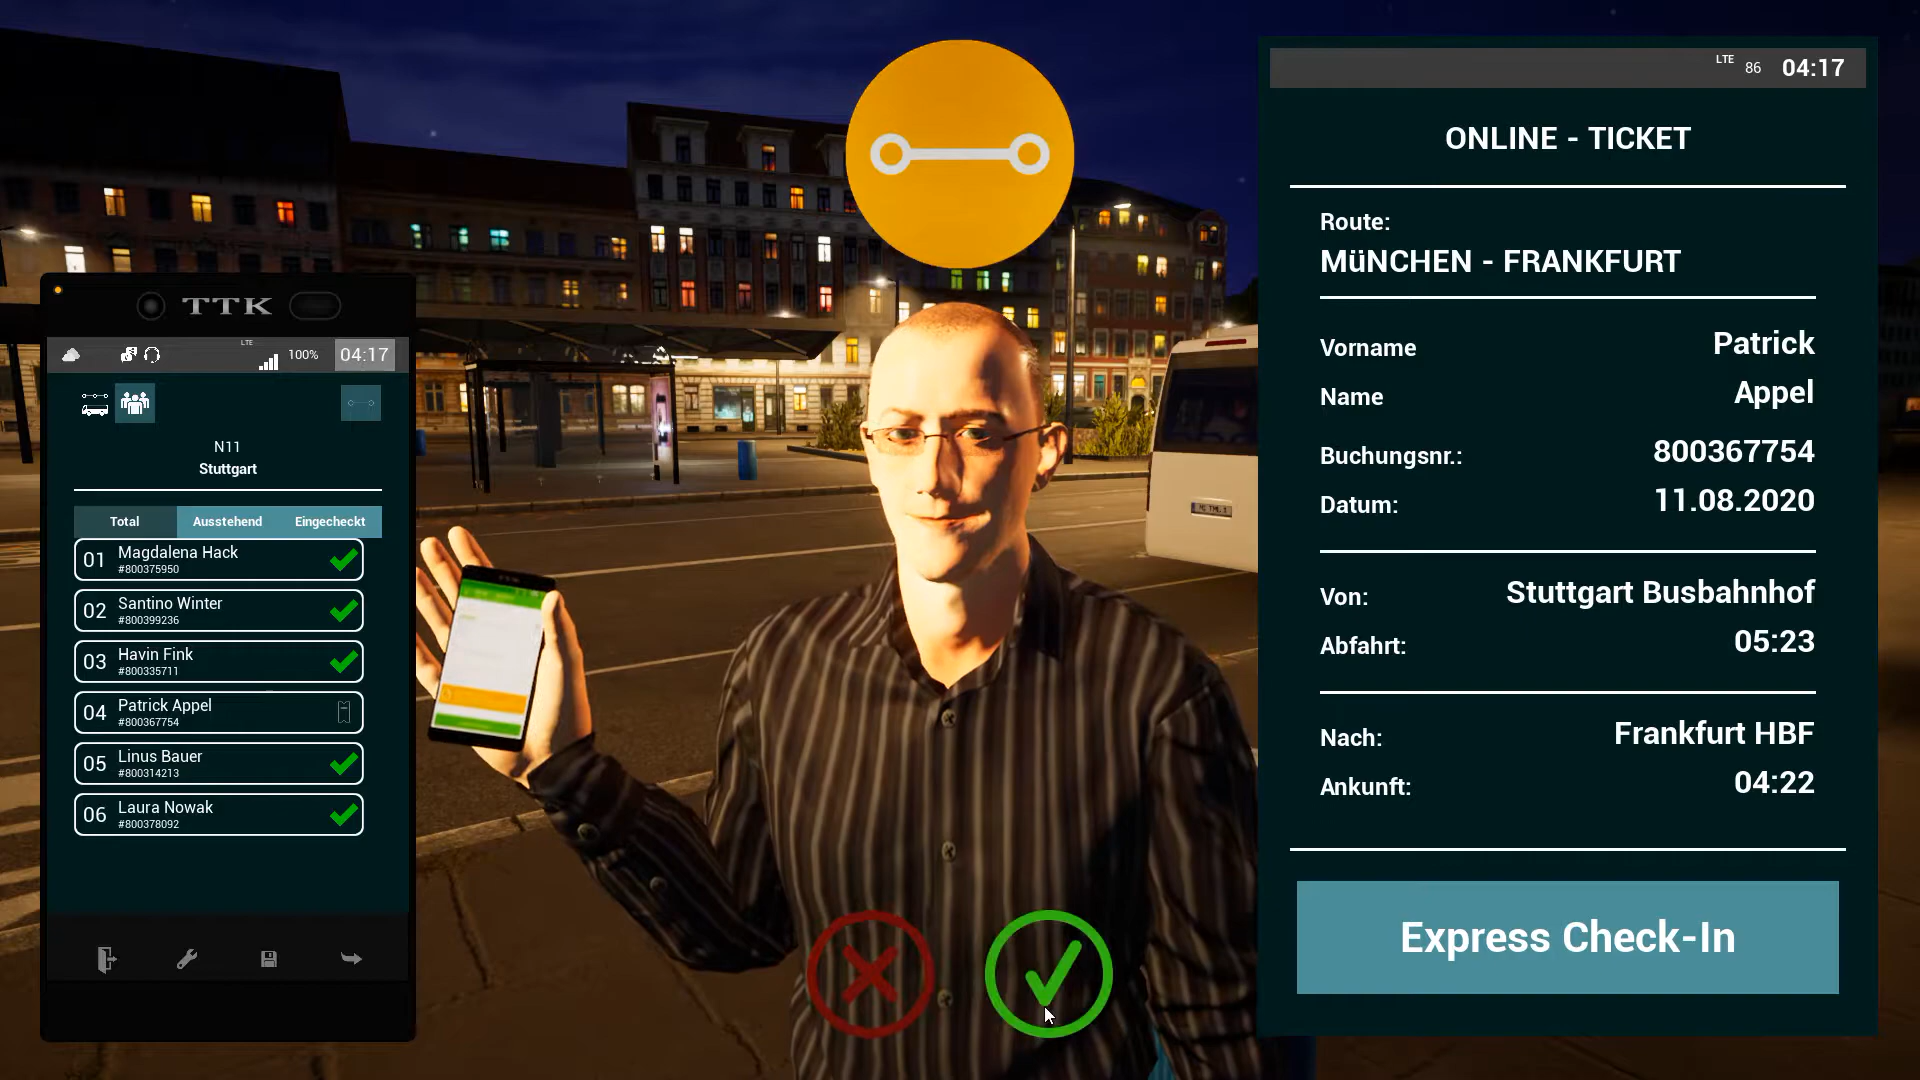 TTK
LTE
100%
04:17
N11
Stuttgart
Total Ausstehend Eingecheckt
01 Magdalena Hack
#800375950
02 Santino Winter
#800399236
03 Havin Fink
#800335711
04 Patrick Appel
#800367754
05 Linus Bauer
#800314213
06 Laura Nowak
#800378092
TTK
LTE 86 04:17
ONLINE - TICKET
Route:
MüNCHEN - FRANKFURT
Vorname Patrick
Name Appel
Buchungsnr.: 800367754
Datum: 11.08.2020
Von: Stuttgart Busbahnhof
Abfahrt: 05:23
Nach: Frankfurt HBF
Ankunft: 04:22
Express Check-In